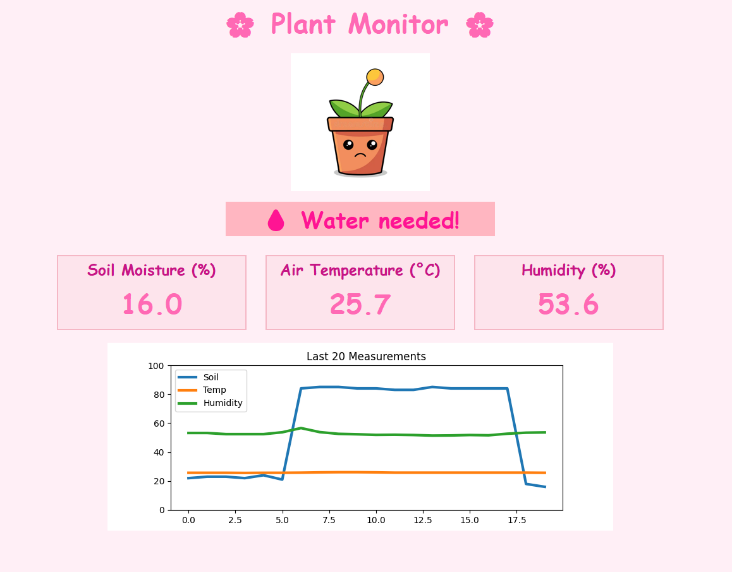 Plant Monitor
Water needed!
Soil Moisture (%)
16.0
Air Temperature (°C)
25.7
Humidity (%)
53.6
Last 20 Measurements
Soil
Temp
Humidity
100
80
60
40
20
0
0.0 2.5 5.0 7.5 10.0 12.5 15.0 17.5